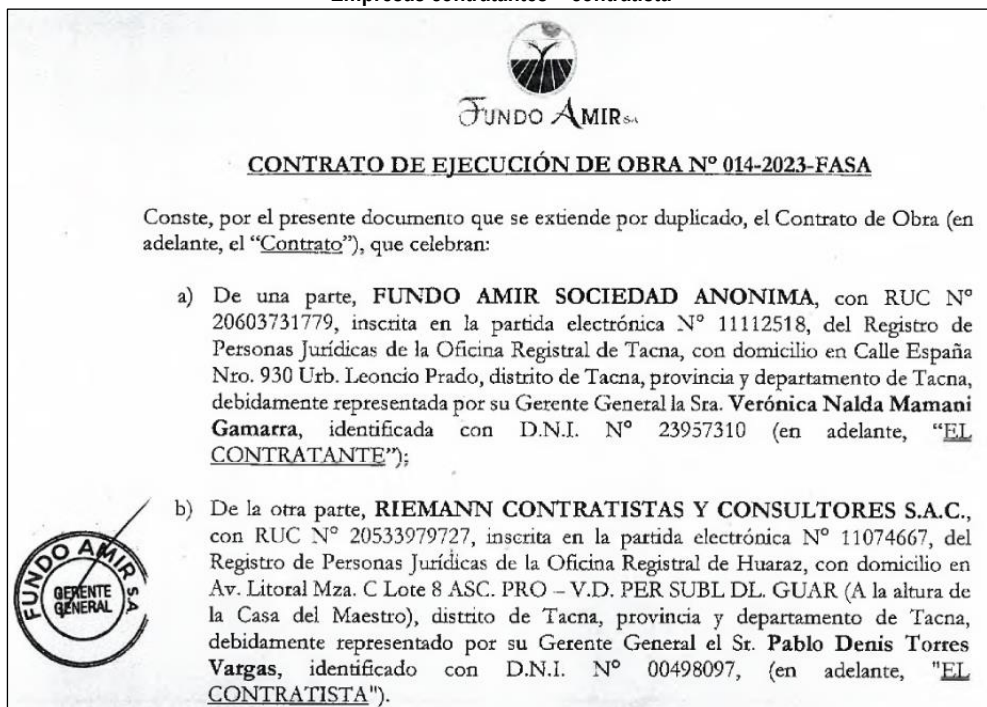 Empresas contratantes – contratista
FUNDO AMIR S.A.
CONTRATO DE EJECUCIÓN DE OBRA Nº 014-2023-FASA
Conste, por el presente documento que se extiende por duplicado, el Contrato de Obra (en
adelante, el “Contrato”), que celebran:
a) De una parte, FUNDO AMIR SOCIEDAD ANONIMA, con RUC Nº
20603731779, inscrita en la partida electrónica Nº 11112518, del Registro de
Personas Jurídicas de la Oficina Registral de Tacna, con domicilio en Calle España
Nro. 930 Urb. Leoncio Prado, distrito de Tacna, provincia y departamento de Tacna,
debidamente representada por su Gerente General la Sra. Verónica Nalda Mamani
Gamarra, identificada con D.N.I. Nº 23957310 (en adelante, “EL
CONTRATANTE”);
b) De la otra parte, RIEMANN CONTRATISTAS Y CONSULTORES S.A.C.,
con RUC Nº 20533979727, inscrita en la partida electrónica Nº 11074667, del
Registro de Personas Jurídicas de la Oficina Registral de Huaraz, con domicilio en
Av. Litoral Mza. C Lote 8 ASC. PRO – V.D. PER SUBL DL. GUAR (A la altura de
la Casa del Maestro), distrito de Tacna, provincia y departamento de Tacna,
debidamente representado por su Gerente General el Sr. Pablo Denis Torres
Vargas, identificado con D.N.I. Nº 00498097, (en adelante, "EL
CONTRATISTA").
FUNDO AMIR S.A.
GERENTE
GENERAL